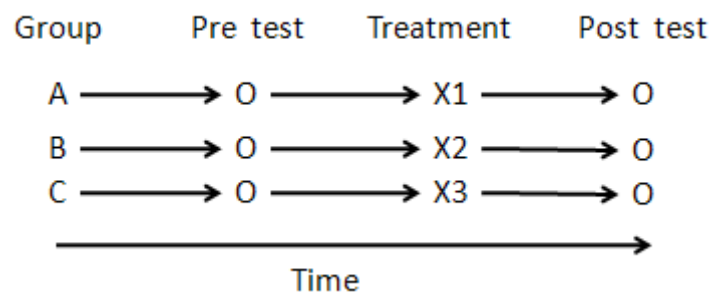 Group Pre test Treatment Post test
A O X1 O
B O X2 O
C O X3 O
Time